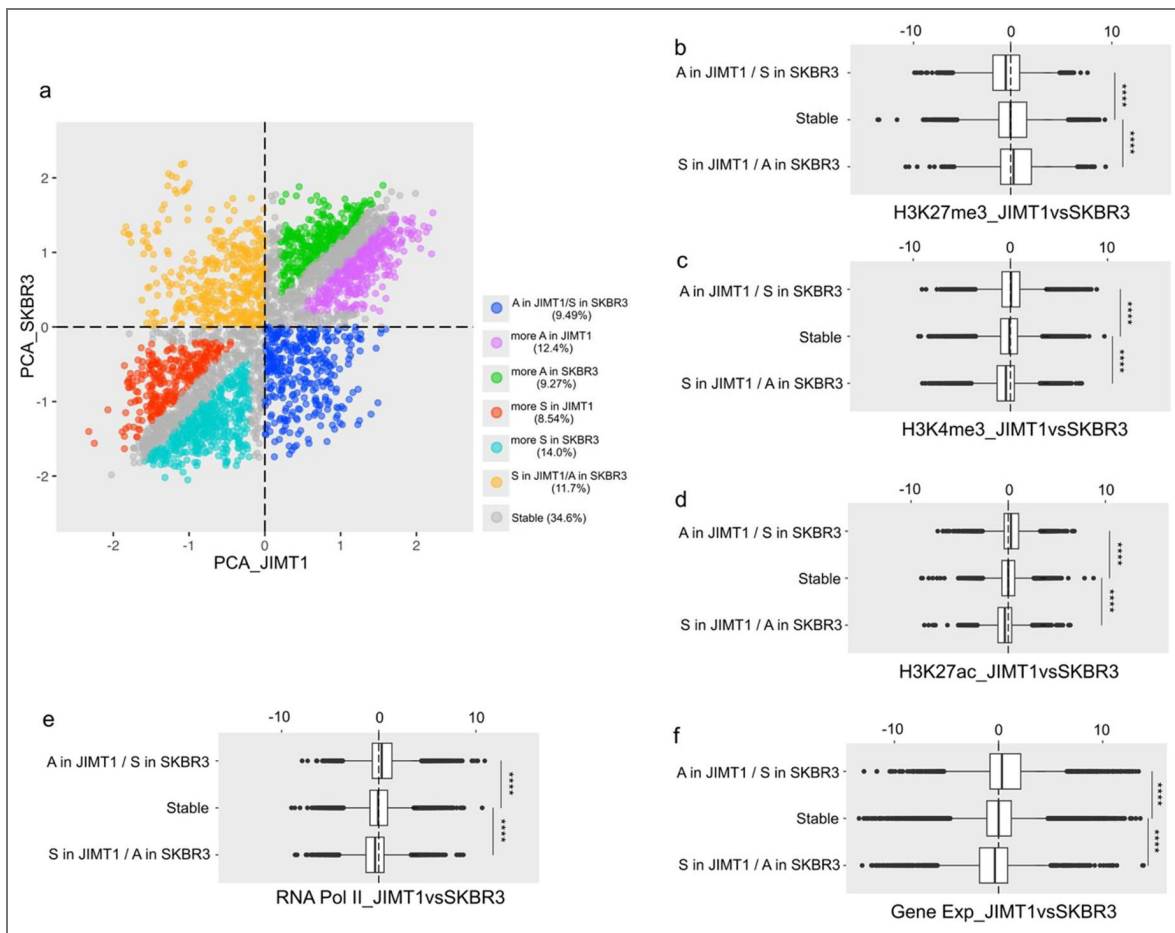 a
2
1
0
-1
-2
PCA_SKBR3
-2
-1
0
1
2
PCA_JIMT1
A in JIMT1/S in SKBR3
(9.49%)
more A in JIMT1
(12.4%)
more A in SKBR3
(9.27%)
more S in JIMT1
(8.54%)
more S in SKBR3
(14.0%)
S in JIMT1/A in SKBR3
(11.7%)
Stable (34.6%)
b
-10 0 10
A in JIMT1 / S in SKBR3
Stable
S in JIMT1 / A in SKBR3
****
****
H3K27me3_JIMT1vsSKBR3
c
-10 0 10
A in JIMT1 / S in SKBR3
Stable
S in JIMT1 / A in SKBR3
****
****
H3K4me3_JIMT1vsSKBR3
d
-10 0 10
A in JIMT1 / S in SKBR3
Stable
S in JIMT1 / A in SKBR3
****
****
H3K27ac_JIMT1vsSKBR3
e
-10 0 10
A in JIMT1 / S in SKBR3
Stable
S in JIMT1 / A in SKBR3
****
****
RNA Pol II_JIMT1vsSKBR3
f
-10 0 10
A in JIMT1 / S in SKBR3
Stable
S in JIMT1 / A in SKBR3
****
****
Gene Exp_JIMT1vsSKBR3